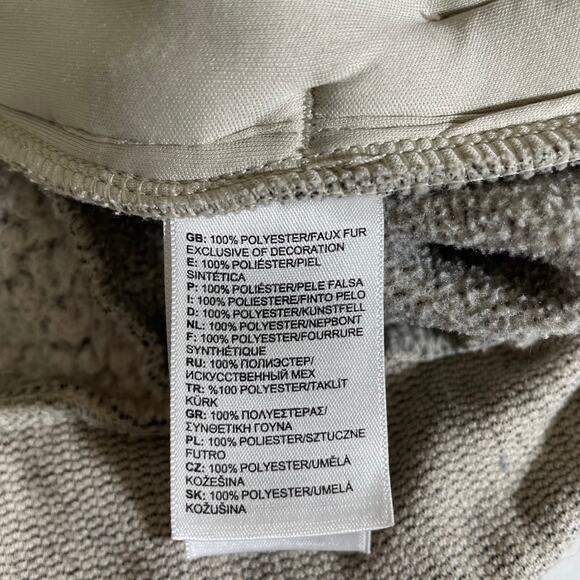 GB: 100% POLYESTER/FAUX FUR
EXCLUSIVE OF DECORATION
E: 100% POLIÉSTER/PIEL
SINTÉTICA
P: 100% POLIÉSTER/PELE FALSA
I: 100% POLIESTERE/FINTO PELO
D: 100% POLYESTER/KUNSTFELL
NL: 100% POLYESTER/NEPBONT
F: 100% POLYESTER/FOURRURE
SYNTHÉTIQUE
RU: 100% ПОЛИЭСТЕР/
ИСКУССТВЕННЫЙ МЕХ
TR: %100 POLYESTER/TAKLİT
KÜRK
GR: 100% ΠΟΛΥΕΣΤΕΡΑΣ/
ΣΥΝΘΕΤΙΚΗ ΓΟΥΝΑ
PL: 100% POLIESTER/SZTUCZNE
FUTRO
CZ: 100% POLYESTER/UMĚLÁ
KOŽEŠINA
SK: 100% POLYESTER/UMELÁ
KOŽUŠINA